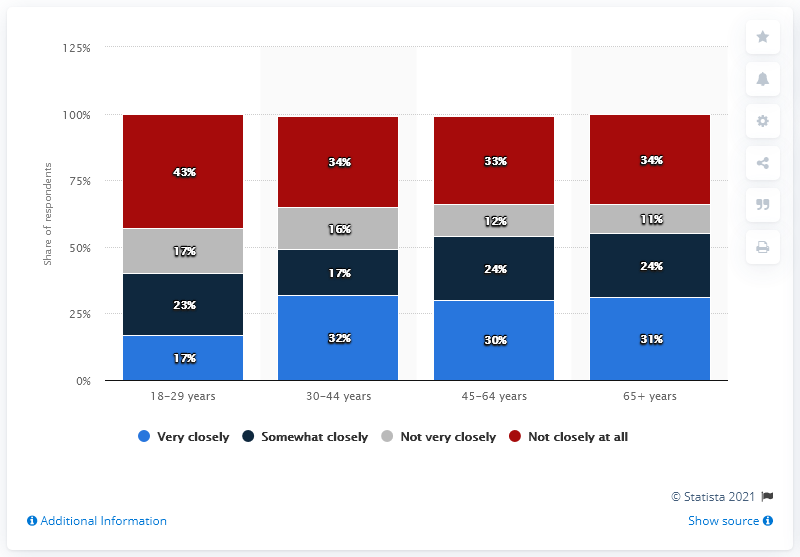 125%
100%
75%
50%
25%
0%
Share of respondents
43% 34% 33% 34%
17% 16% 12% 11%
23% 17% 24% 24%
17% 32% 30% 31%
18–29 years 30–44 years 45–64 years 65+ years
Very closely Somewhat closely Not very closely Not closely at all
© Statista 2021
Additional Information Show source